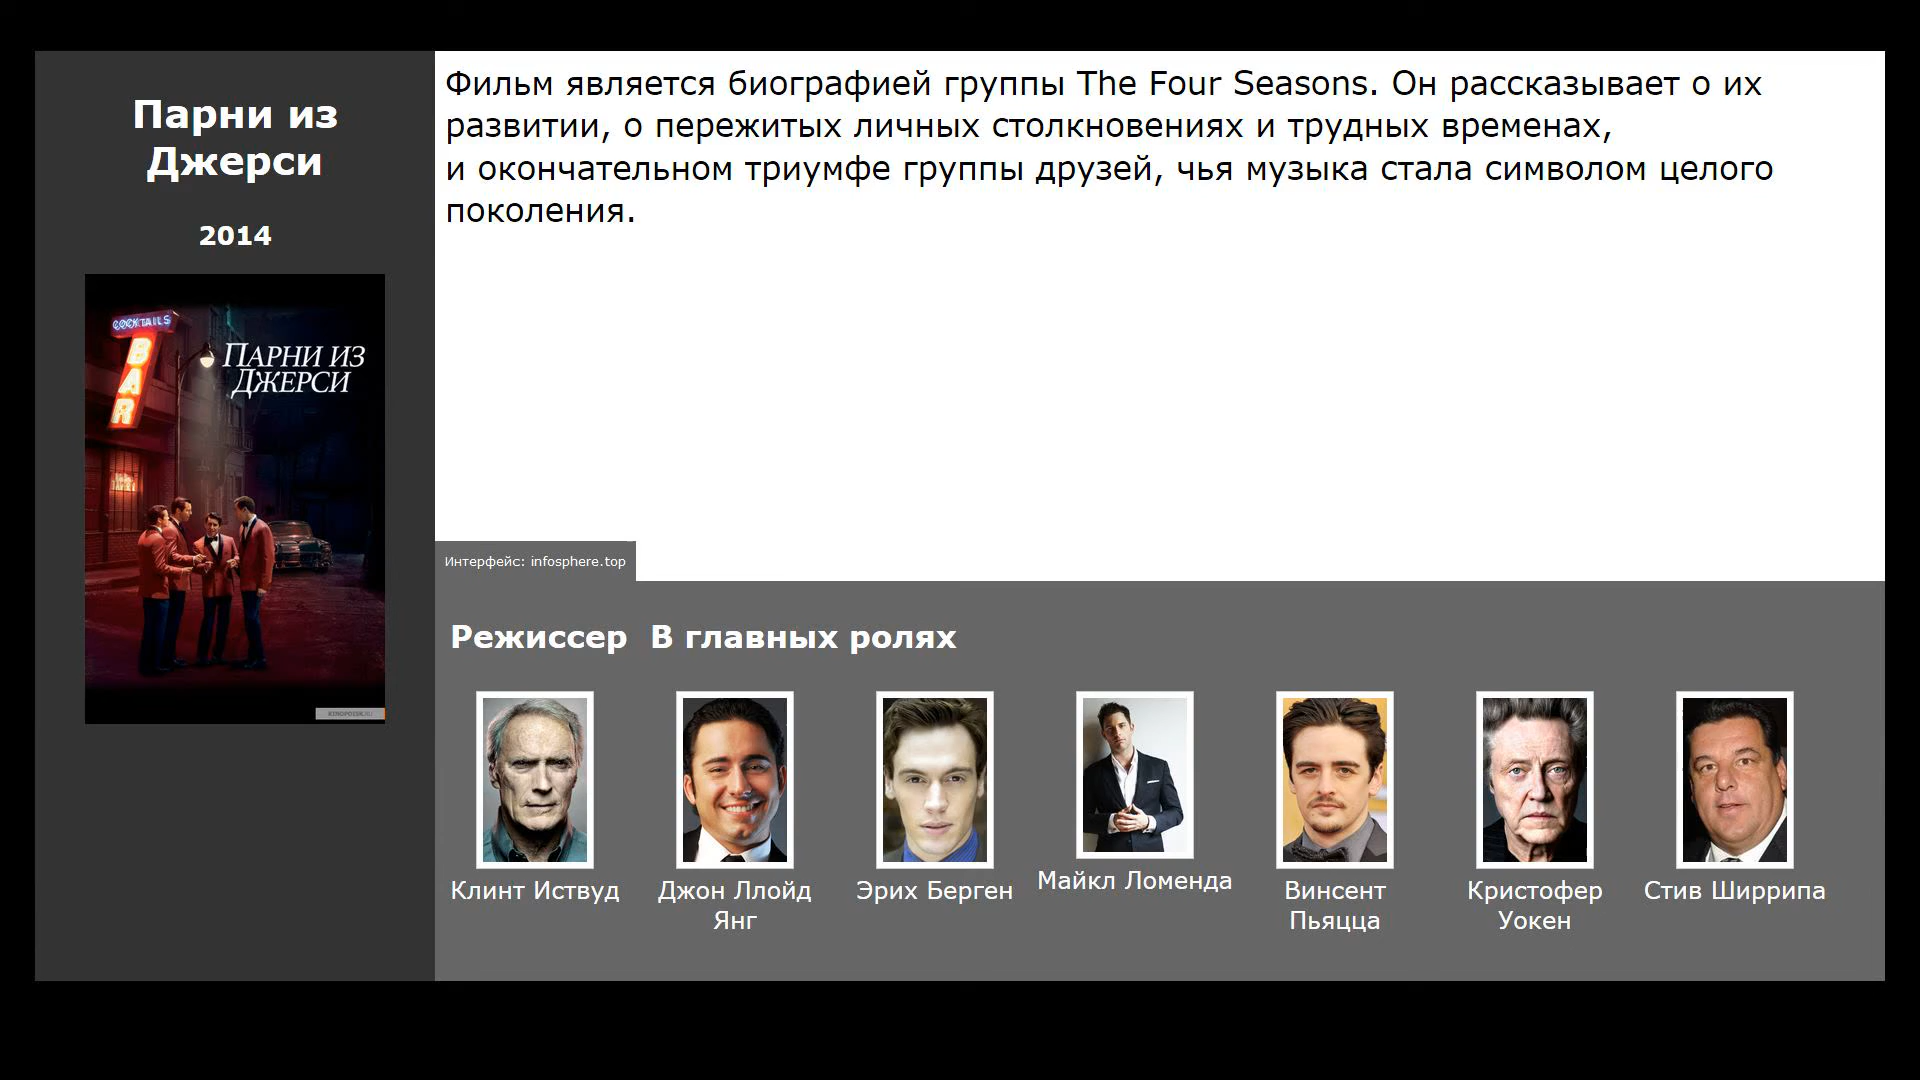 Парни из
Джерси
2014
COCKTAILS
BAR
ПАРНИ ИЗ
ДЖЕРСИ
KINOPOISK.RU
Фильм является биографией группы The Four Seasons. Он рассказывает о их
развитии, о пережитых личных столкновениях и трудных временах,
и окончательном триумфе группы друзей, чья музыка стала символом целого
поколения.
Интерфейс: infosphere.top
Режиссер В главных ролях
Клинт Иствуд
Джон Ллойд
Янг
Эрих Берген
Майкл Ломенда
Винсент
Пьяцца
Кристофер
Уокен
Стив Ширрипа